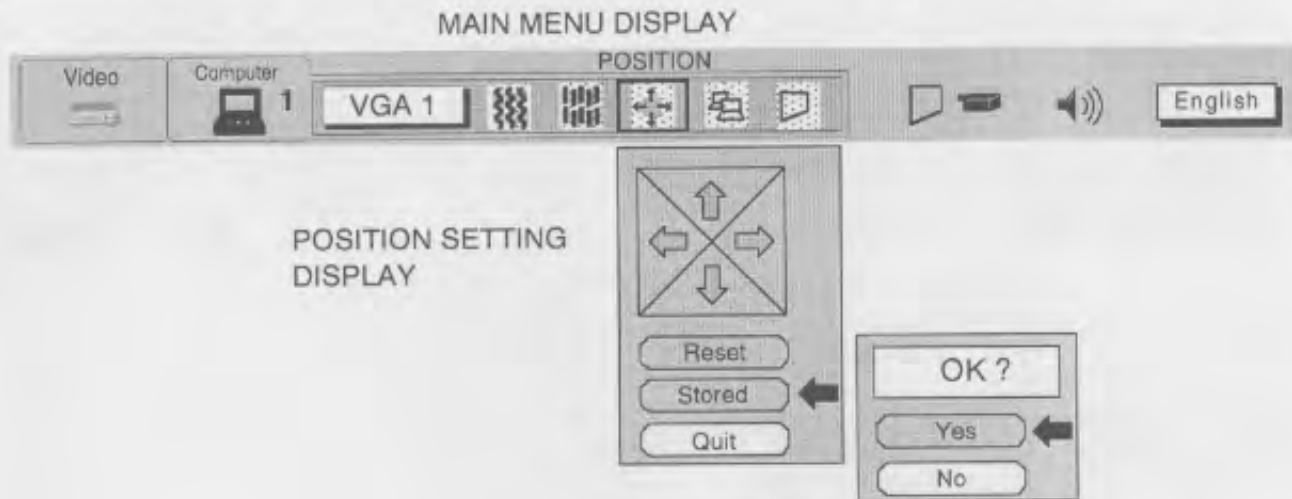 MAIN MENU DISPLAY
POSITION
Video
Computer
1
VGA 1
English
POSITION SETTING
DISPLAY
Reset
Stored
Quit
OK ?
Yes
No